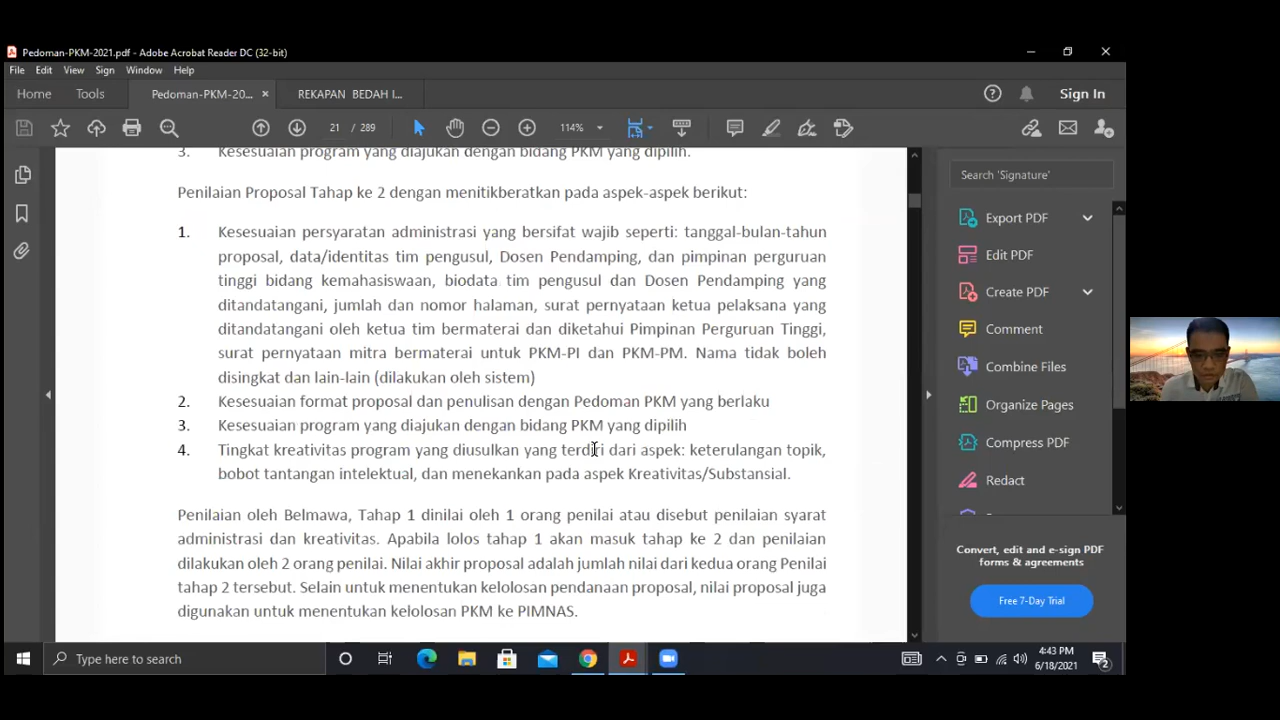 Pedoman-PKM-2021.pdf - Adobe Acrobat Reader DC (32-bit)
File Edit View Sign Window Help
Home Tools Pedoman-PKM-20... × REKAPAN BEDAH I... Sign In
21 / 289 114%
3. Kesesuaian program yang diajukan dengan bidang PKM yang dipilih.
Penilaian Proposal Tahap ke 2 dengan menitikberatkan pada aspek-aspek berikut:
1. Kesesuaian persyaratan administrasi yang bersifat wajib seperti: tanggal-bulan-tahun
proposal, data/identitas tim pengusul, Dosen Pendamping, dan pimpinan perguruan
tinggi bidang kemahasiswaan, biodata tim pengusul dan Dosen Pendamping yang
ditandatangani, jumlah dan nomor halaman, surat pernyataan ketua pelaksana yang
ditandatangani oleh ketua tim bermaterai dan diketahui Pimpinan Perguruan Tinggi,
surat pernyataan mitra bermaterai untuk PKM-PI dan PKM-PM. Nama tidak boleh
disingkat dan lain-lain (dilakukan oleh sistem)
2. Kesesuaian format proposal dan penulisan dengan Pedoman PKM yang berlaku
3. Kesesuaian program yang diajukan dengan bidang PKM yang dipilih
4. Tingkat kreativitas program yang diusulkan yang terdiri dari aspek: keterulangan topik,
bobot tantangan intelektual, dan menekankan pada aspek Kreativitas/Substansial.
Penilaian oleh Belmawa, Tahap 1 dinilai oleh 1 orang penilai atau disebut penilaian syarat
administrasi dan kreativitas. Apabila lolos tahap 1 akan masuk tahap ke 2 dan penilaian
dilakukan oleh 2 orang penilai. Nilai akhir proposal adalah jumlah nilai dari kedua orang Penilai
tahap 2 tersebut. Selain untuk menentukan kelolosan pendanaan proposal, nilai proposal juga
digunakan untuk menentukan kelolosan PKM ke PIMNAS.
Search 'Signature'
Export PDF
Edit PDF
Create PDF
Comment
Combine Files
Organize Pages
Compress PDF
Redact
Convert, edit and e-sign PDF
forms & agreements
Free 7-Day Trial
Type here to search
4:43 PM
6/18/2021
2